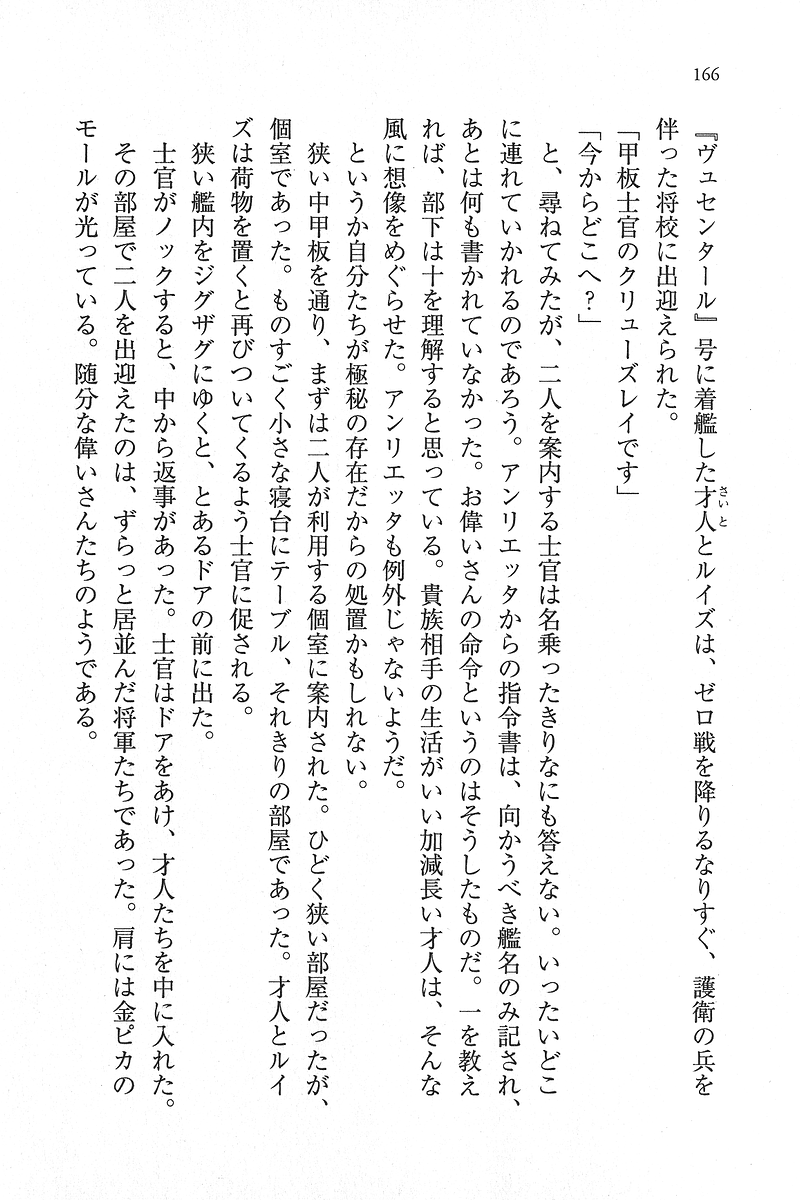 166
『ヴュセンタール』号に着艦した才人とルイズは、ゼロ戦を降りるなりすぐ、護衛の兵を
さいと
伴った将校に出迎えられた。
「甲板士官のクリューズレイです」
「今からどこへ？」
と、尋ねてみたが、二人を案内する士官は名乗ったきりなにも答えない。いったいどこ
に連れていかれるのであろう。アンリエッタからの指令書は、向かうべき艦名のみ記され、
あとは何も書かれていなかった。お偉いさんの命令というのはそうしたものだ。一を教え
れば、部下は十を理解すると思っている。貴族相手の生活がいい加減長い才人は、そんな
風に想像をめぐらせた。アンリエッタも例外じゃないようだ。
というか自分たちが極秘の存在だからの処置かもしれない。
狭い中甲板を通り、まずは二人が利用する個室に案内された。ひどく狭い部屋だったが、
個室であった。ものすごく小さな寝台にテーブル、それきりの部屋であった。才人とルイ
ズは荷物を置くと再びついてくるよう士官に促される。
狭い艦内をジグザグにゆくと、とあるドアの前に出た。
士官がノックすると、中から返事があった。士官はドアをあけ、才人たちを中に入れた。
その部屋で二人を出迎えたのは、ずらっと居並んだ将軍たちであった。肩には金ピカの
モールが光っている。随分な偉いさんたちのようである。